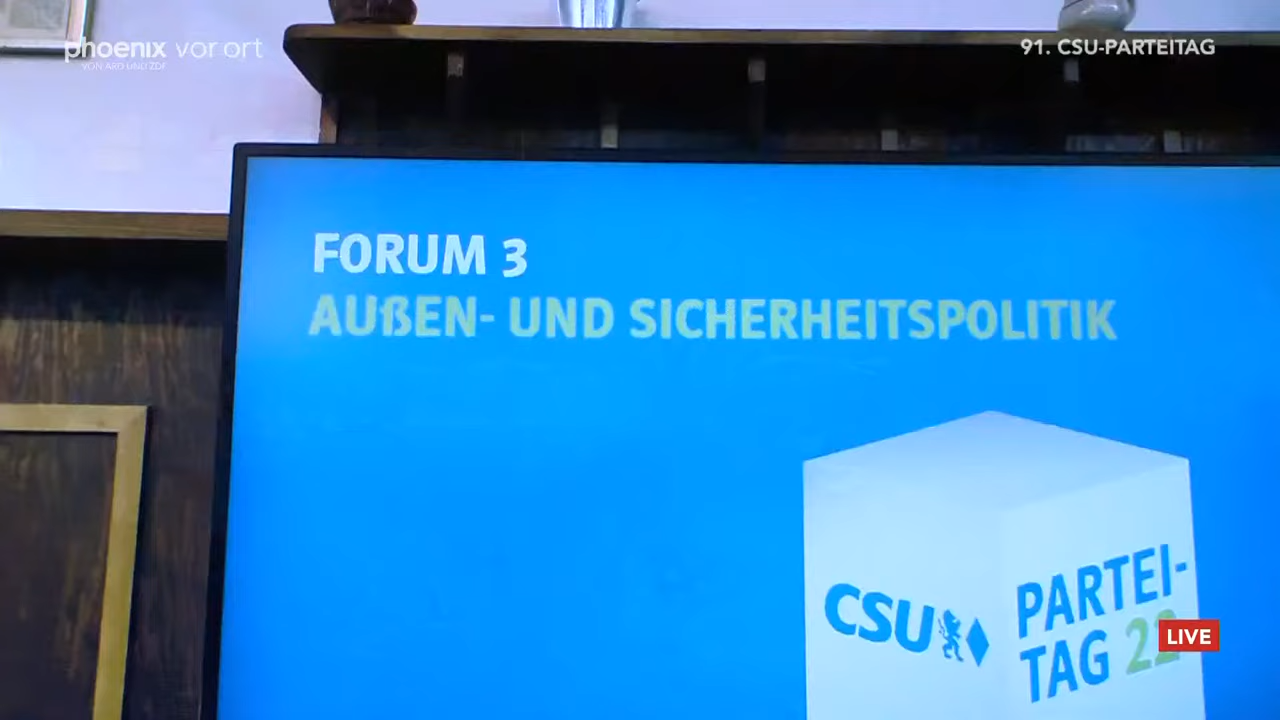 phoenix vor ort
VON ARD UND ZDF
91. CSU-PARTEITAG
FORUM 3
AUßEN- UND SICHERHEITSPOLITIK
CSU
PARTEI-
TAG 22
LIVE